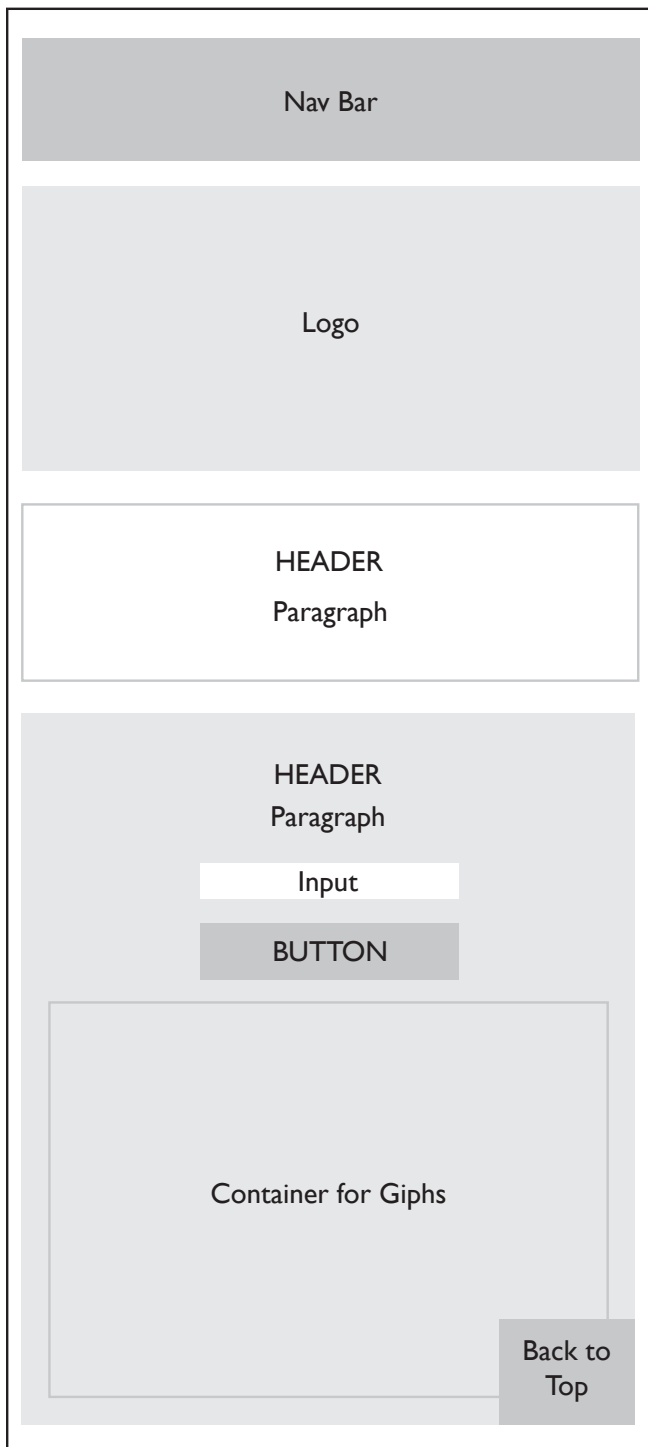 Nav Bar
Logo
HEADER
Paragraph
HEADER
Paragraph
Input
BUTTON
Container for Giphs
Back to
Top